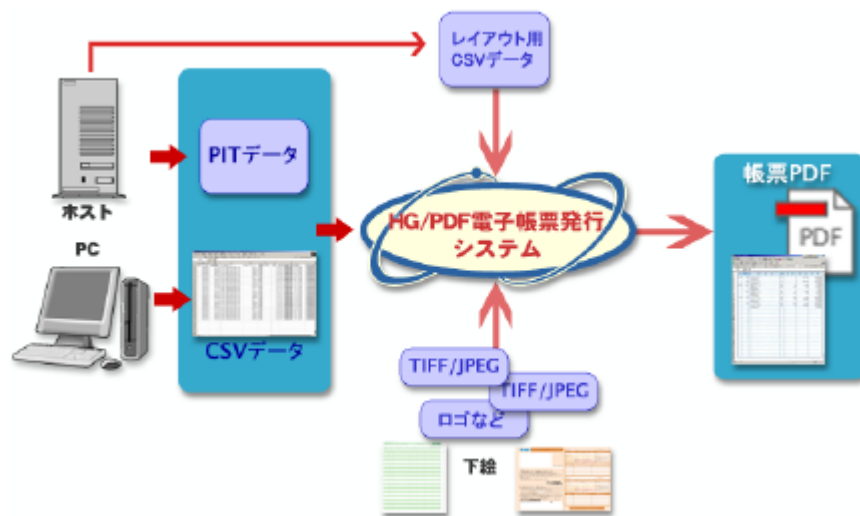 レイアウト用
CSVデータ
PITデータ
ホスト
PC
CSVデータ
HG/PDF電子帳票発行
システム
帳票PDF
PDF
TIFF/JPEG
TIFF/JPEG
ロゴなど
下絵